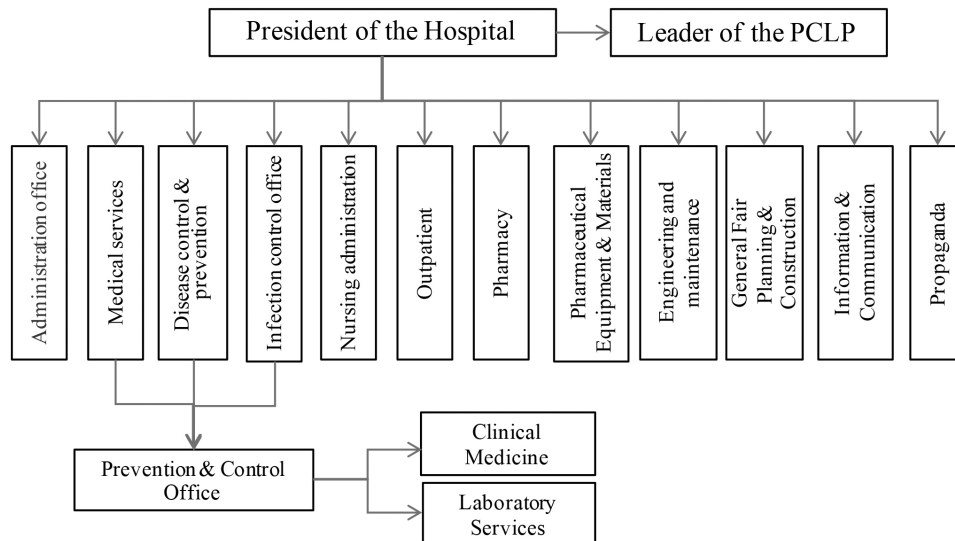 President of the Hospital
Leader of the PCLP
Administration office
Medical services
Disease control &
prevention
Infection control office
Nursing administration
Outpatient
Pharmacy
Pharmaceutical
Equipment & Materials
Engineering and
maintenance
General Fair
Planning &
Construction
Information &
Communication
Propaganda
Prevention & Control
Office
Clinical
Medicine
Laboratory
Services